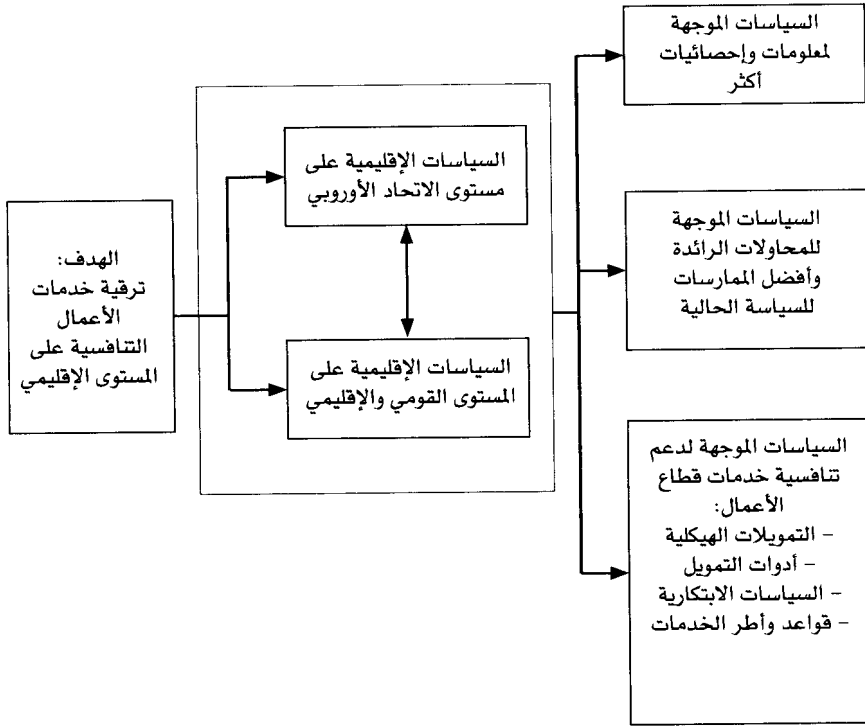 الهدف:
ترقية خدمات
الأعمال
التنافسية على
المستوى الإقليمي
السياسات الإقليمية على
مستوى الاتحاد الأوروبي
السياسات الإقليمية على
المستوى القومي والإقليمي
السياسات الموجهة
لمعلومات وإحصائيات
أكثر
السياسات الموجهة
للمحاولات الرائدة
وأفضل الممارسات
للسياسة الحالية
السياسات الموجهة لدعم
تنافسية خدمات قطاع
الأعمال:
– التمويلات الهيكلية
– أدوات التمويل
– السياسات الابتكارية
– قواعد وأطر الخدمات